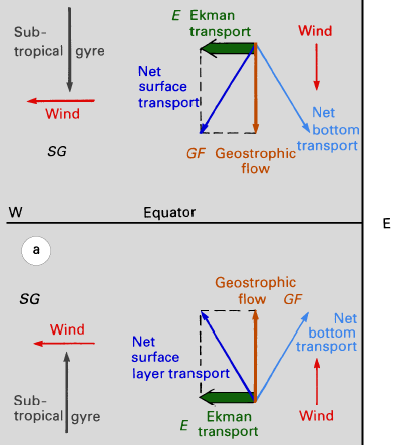 E Ekman
transport
Wind
Sub-
tropical gyre
Net
surface
transport
Wind
Net
bottom
transport
SG
GF Geostrophic
flow
W Equator
E
a
Geostrophic
flow GF
SG
Wind
Net
surface
layer transport
Net
bottom
transport
Sub-
tropical gyre
E Ekman
transport
Wind